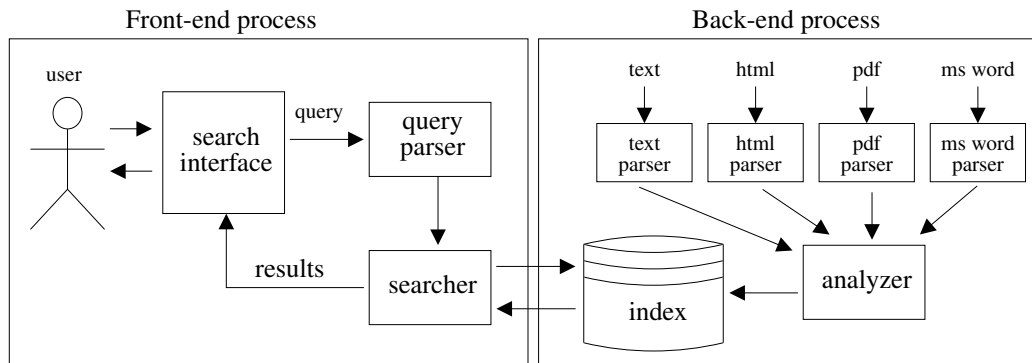 Front-end process
Back-end process
user
search
interface
query
query
parser
searcher
results
text
html
pdf
ms word
text
parser
html
parser
pdf
parser
ms word
parser
analyzer
index